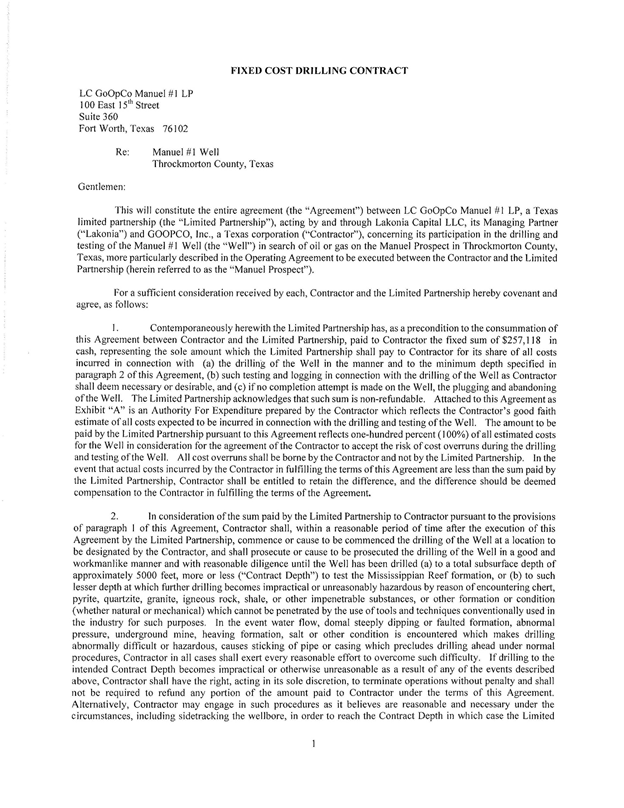 FIXED COST DRILLING CONTRACT
LC GoOpCo Manuel #1 LP
100 East 15th Street
Suite 360
Fort Worth, Texas 76102
Re: Manuel #1 Well
Throckmorton County, Texas
Gentlemen:
This will constitute the entire agreement (the “Agreement”) between LC GoOpCo Manuel #1 LP, a Texas
limited partnership (the “Limited Partnership”), acting by and through Lakonia Capital LLC, its Managing Partner
(“Lakonia”) and GOOPCO, Inc., a Texas corporation (“Contractor”), concerning its participation in the drilling and
testing of the Manuel #1 Well (the “Well”) in search of oil or gas on the Manuel Prospect in Throckmorton County,
Texas, more particularly described in the Operating Agreement to be executed between the Contractor and the Limited
Partnership (herein referred to as the “Manuel Prospect”).
For a sufficient consideration received by each, Contractor and the Limited Partnership hereby covenant and
agree, as follows:
1. Contemporaneously herewith the Limited Partnership has, as a precondition to the consummation of
this Agreement between Contractor and the Limited Partnership, paid to Contractor the fixed sum of $257,118 in
cash, representing the sole amount which the Limited Partnership shall pay to Contractor for its share of all costs
incurred in connection with (a) the drilling of the Well in the manner and to the minimum depth specified in
paragraph 2 of this Agreement, (b) such testing and logging in connection with the drilling of the Well as Contractor
shall deem necessary or desirable, and (c) if no completion attempt is made on the Well, the plugging and abandoning
of the Well. The Limited Partnership acknowledges that such sum is non-refundable. Attached to this Agreement as
Exhibit “A” is an Authority For Expenditure prepared by the Contractor which reflects the Contractor's good faith
estimate of all costs expected to be incurred in connection with the drilling and testing of the Well. The amount to be
paid by the Limited Partnership pursuant to this Agreement reflects one-hundred percent (100%) of all estimated costs
for the Well in consideration for the agreement of the Contractor to accept the risk of cost overruns during the drilling
and testing of the Well. All cost overruns shall be borne by the Contractor and not by the Limited Partnership. In the
event that actual costs incurred by the Contractor in fulfilling the terms of this Agreement are less than the sum paid by
the Limited Partnership, Contractor shall be entitled to retain the difference, and the difference should be deemed
compensation to the Contractor in fulfilling the terms of the Agreement.
2. In consideration of the sum paid by the Limited Partnership to Contractor pursuant to the provisions
of paragraph 1 of this Agreement, Contractor shall, within a reasonable period of time after the execution of this
Agreement by the Limited Partnership, commence or cause to be commenced the drilling of the Well at a location to
be designated by the Contractor, and shall prosecute or cause to be prosecuted the drilling of the Well in a good and
workmanlike manner and with reasonable diligence until the Well has been drilled (a) to a total subsurface depth of
approximately 5000 feet, more or less (“Contract Depth”) to test the Mississippian Reef formation, or (b) to such
lesser depth at which further drilling becomes impractical or unreasonably hazardous by reason of encountering chert,
pyrite, quartzite, granite, igneous rock, shale, or other impenetrable substances, or other formation or condition
(whether natural or mechanical) which cannot be penetrated by the use of tools and techniques conventionally used in
the industry for such purposes. In the event water flow, domal steeply dipping or faulted formation, abnormal
pressure, underground mine, heaving formation, salt or other condition is encountered which makes drilling
abnormally difficult or hazardous, causes sticking of pipe or casing which precludes drilling ahead under normal
procedures, Contractor in all cases shall exert every reasonable effort to overcome such difficulty. If drilling to the
intended Contract Depth becomes impractical or otherwise unreasonable as a result of any of the events described
above, Contractor shall have the right, acting in its sole discretion, to terminate operations without penalty and shall
not be required to refund any portion of the amount paid to Contractor under the terms of this Agreement.
Alternatively, Contractor may engage in such procedures as it believes are reasonable and necessary under the
circumstances, including sidetracking the wellbore, in order to reach the Contract Depth in which case the Limited
1